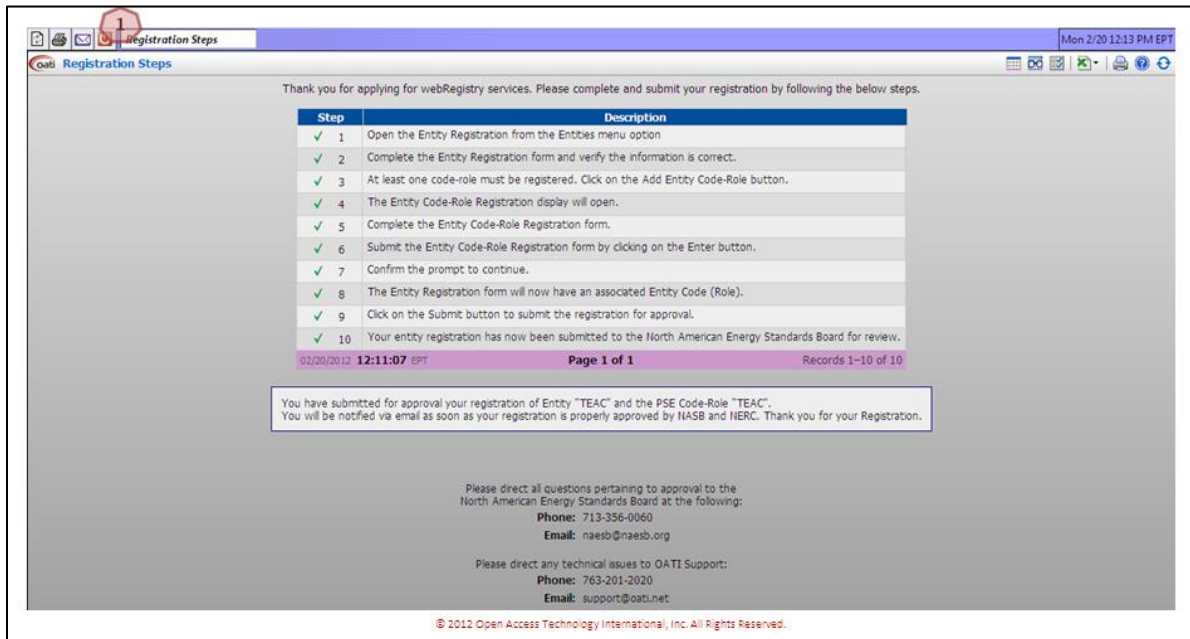 1
Registration Steps
Mon 2/20 12:13 PM EPT
oati Registration Steps
Thank you for applying for webRegistry services. Please complete and submit your registration by following the below steps.
Step Description
✓ 1 Open the Entity Registration from the Entities menu option
✓ 2 Complete the Entity Registration form and verify the information is correct.
✓ 3 At least one code-role must be registered. Click on the Add Entity Code-Role button.
✓ 4 The Entity Code-Role Registration display will open.
✓ 5 Complete the Entity Code-Role Registration form.
✓ 6 Submit the Entity Code-Role Registration form by clicking on the Enter button.
✓ 7 Confirm the prompt to continue.
✓ 8 The Entity Registration form will now have an associated Entity Code (Role).
✓ 9 Click on the Submit button to submit the registration for approval.
✓ 10 Your entity registration has now been submitted to the North American Energy Standards Board for review.
02/20/2012 12:11:07 EPT Page 1 of 1 Records 1-10 of 10
You have submitted for approval your registration of Entity "TEAC" and the PSE Code-Role "TEAC".
You will be notified via email as soon as your registration is properly approved by NASB and NERC. Thank you for your Registration.
Please direct all questions pertaining to approval to the
North American Energy Standards Board at the following:
Phone: 713-356-0060
Email: naesb@naesb.org
Please direct any technical issues to OATI Support:
Phone: 763-201-2020
Email: support@oati.net
© 2012 Open Access Technology International, Inc. All Rights Reserved.